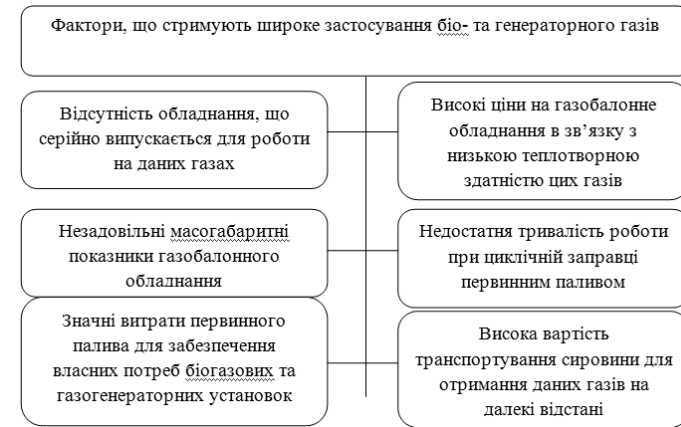 Фактори, що стримують широке застосування біо- та генераторного газів
Відсутність обладнання, що
серійно випускається для роботи
на даних газах
Високі ціни на газобалонне
обладнання в зв’язку з
низькою теплотворною
здатністю цих газів
Незадовільні масогабаритні
показники газобалонного
обладнання
Недостатня тривалість роботи
при циклічній заправці
первинним паливом
Значні витрати первинного
палива для забезпечення
власних потреб біогазових та
газогенераторних установок
Висока вартість
транспортування сировини для
отримання даних газів на
далекі відстані